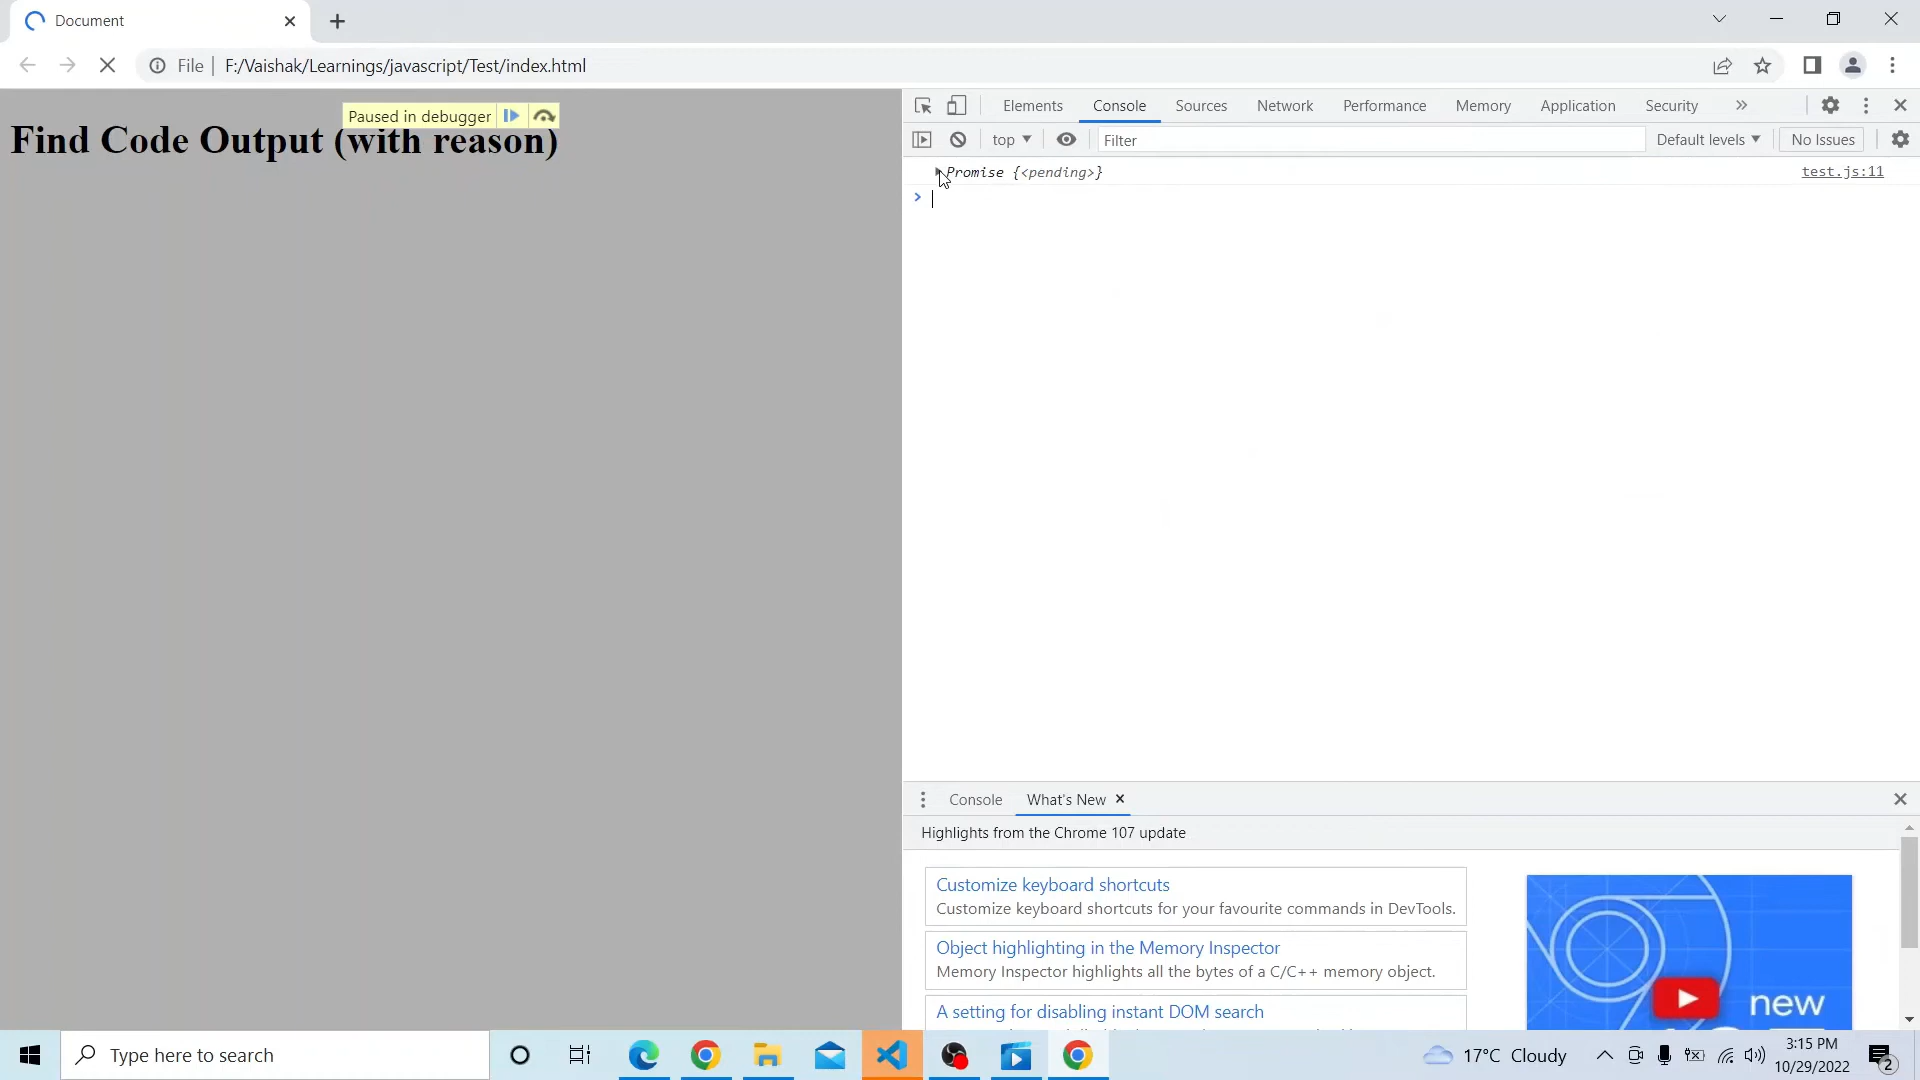 Document
File | F:/Vaishak/Learnings/javascript/Test/index.html
Paused in debugger
Find Code Output (with reason)
Elements Console Sources Network Performance Memory Application Security
top Filter Default levels No Issues
Promise {<pending>} test.js:11
>
Console What's New
Highlights from the Chrome 107 update
Customize keyboard shortcuts
Customize keyboard shortcuts for your favourite commands in DevTools.
Object highlighting in the Memory Inspector
Memory Inspector highlights all the bytes of a C/C++ memory object.
A setting for disabling instant DOM search
new
Type here to search
17°C Cloudy
3:15 PM
10/29/2022
2